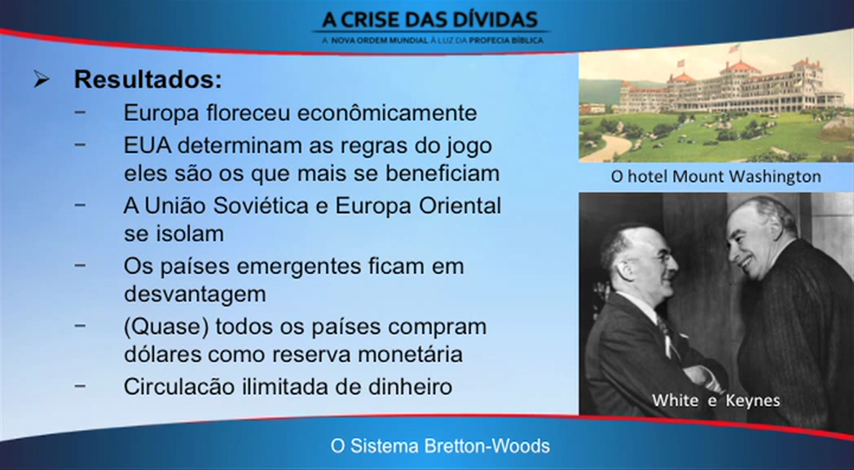 A CRISE DAS DÍVIDAS
A NOVA ORDEM MUNDIAL À LUZ DA PROFECIA BÍBLICA
➢ Resultados:
− Europa floreceu econômicamente
− EUA determinam as regras do jogo
eles são os que mais se beneficiam
− A União Soviética e Europa Oriental
se isolam
− Os países emergentes ficam em
desvantagem
− (Quase) todos os países compram
dólares como reserva monetária
− Circulacão ilimitada de dinheiro
O hotel Mount Washington
White e Keynes
O Sistema Bretton-Woods